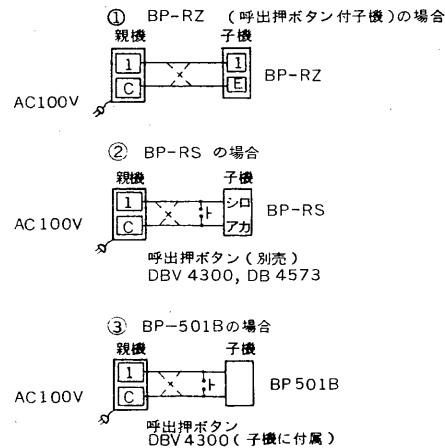 ① BP-RZ (呼出押ボタン付子機)の場合
親機 子機
1 1
C E
BP-RZ
AC100V
② BP-RS の場合
親機 子機
1 シロ
C アカ
BP-RS
AC100V
呼出押ボタン(別売)
DBV 4300, DB 4573
③ BP-501Bの場合
親機 子機
1
C
BP501B
AC100V
呼出押ボタン
DBV 4300(子機に付属)